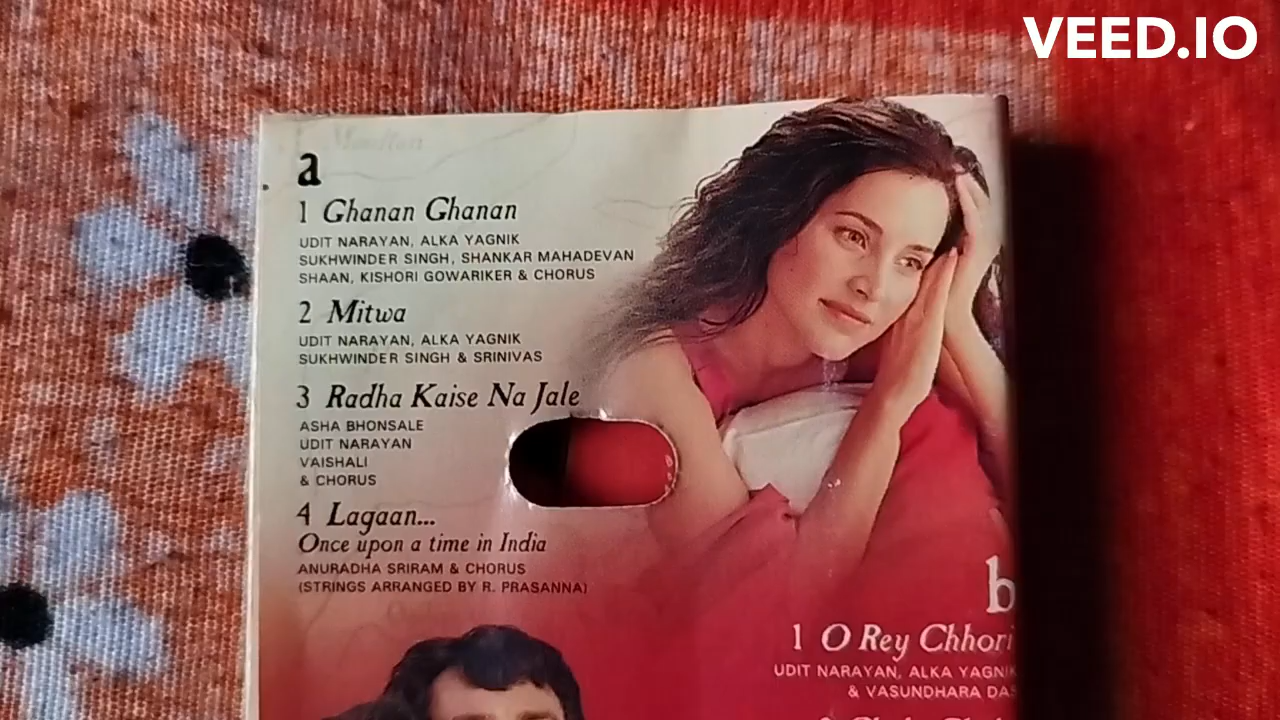 VEED.IO
a
1 Ghanan Ghanan
UDIT NARAYAN, ALKA YAGNIK
SUKHWINDER SINGH, SHANKAR MAHADEVAN
SHAAN, KISHORI GOWARIKER & CHORUS
2 Mitwa
UDIT NARAYAN, ALKA YAGNIK
SUKHWINDER SINGH & SRINIVAS
3 Radha Kaise Na Jale
ASHA BHONSALE
UDIT NARAYAN
VAISHALI
& CHORUS
4 Lagaan...
Once upon a time in India
ANURADHA SRIRAM & CHORUS
(STRINGS ARRANGED BY R. PRASANNA)
b
1 O Rey Chhori
UDIT NARAYAN, ALKA YAGNIK
& VASUNDHARA DAS